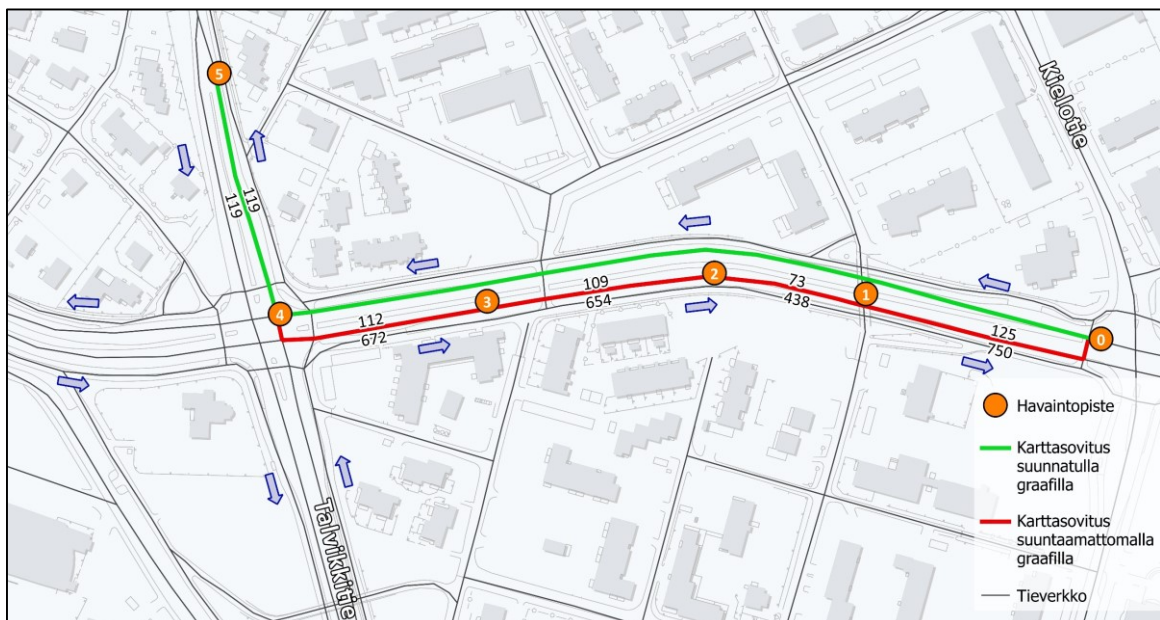 5
Kielotie
119
119
109
2
73
1
3
654
438
4
112
125
0
672
750
Havaintopiste
Karttasovitus
suunnatulla
graafilla
Karttasovitus
suuntaamattomalla
graafilla
Tieverkko
Talvikkitie